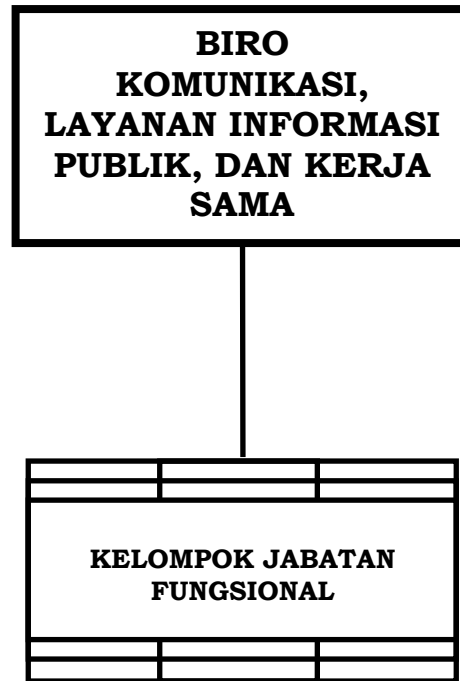 BIRO
KOMUNIKASI,
LAYANAN INFORMASI
PUBLIK, DAN KERJA
SAMA
KELOMPOK JABATAN
FUNGSIONAL